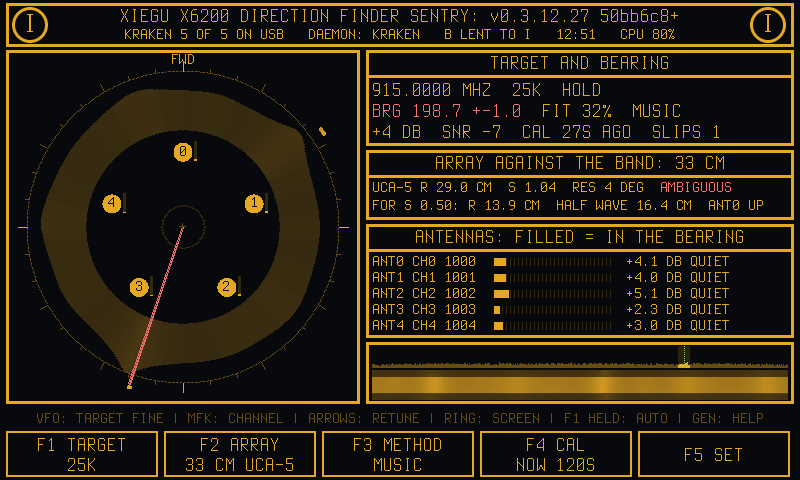 I XIEGU X6200 DIRECTION FINDER SENTRY: v0.3.12.27 50bb6c8+ I
KRAKEN 5 OF 5 ON USB DAEMON: KRAKEN B LENT TO I 12:51 CPU 80%
FWD
0
1
2
3
4
TARGET AND BEARING
915.0000 MHZ 25K HOLD
BRG 198.7 +-1.0 FIT 32% MUSIC
+4 DB SNR -7 CAL 27S AGO SLIPS 1
ARRAY AGAINST THE BAND: 33 CM
UCA-5 R 29.0 CM S 1.04 RES 4 DEG AMBIGUOUS
FOR S 0.50: R 13.9 CM HALF WAVE 16.4 CM ANT0 UP
ANTENNAS: FILLED = IN THE BEARING
ANT0 CH0 1000 +4.1 DB QUIET
ANT1 CH1 1001 +4.0 DB QUIET
ANT2 CH2 1002 +5.1 DB QUIET
ANT3 CH3 1003 +2.3 DB QUIET
ANT4 CH4 1004 +3.0 DB QUIET
VFO: TARGET FINE | MFK: CHANNEL | ARROWS: RETUNE | RING: SCREEN | F1 HELD: AUTO | GEN: HELP
F1 TARGET
25K
F2 ARRAY
33 CM UCA-5
F3 METHOD
MUSIC
F4 CAL
NOW 120S
F5 SET